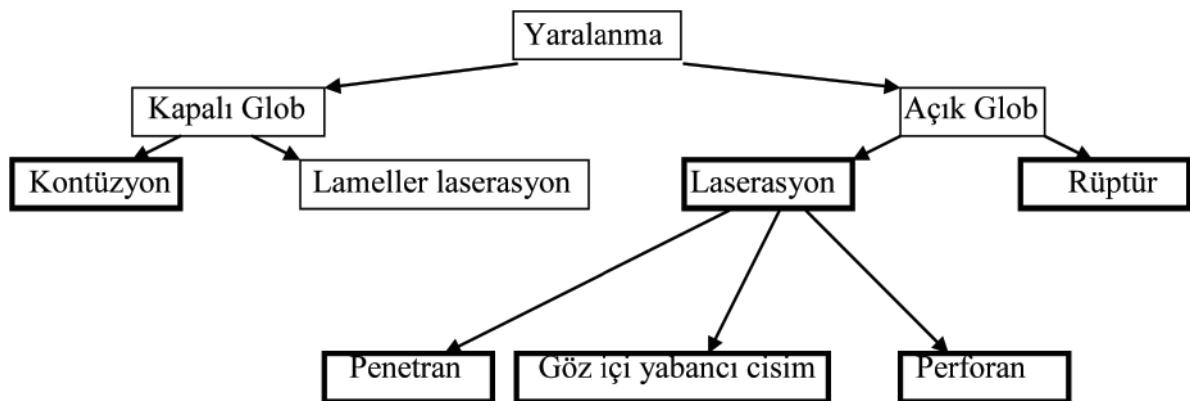 Yaralanma
Kapalı Glob
Açık Glob
Kontüzyon
Lameller laserasyon
Laserasyon
Rüptür
Penetran
Göz içi yabancı cisim
Perforan